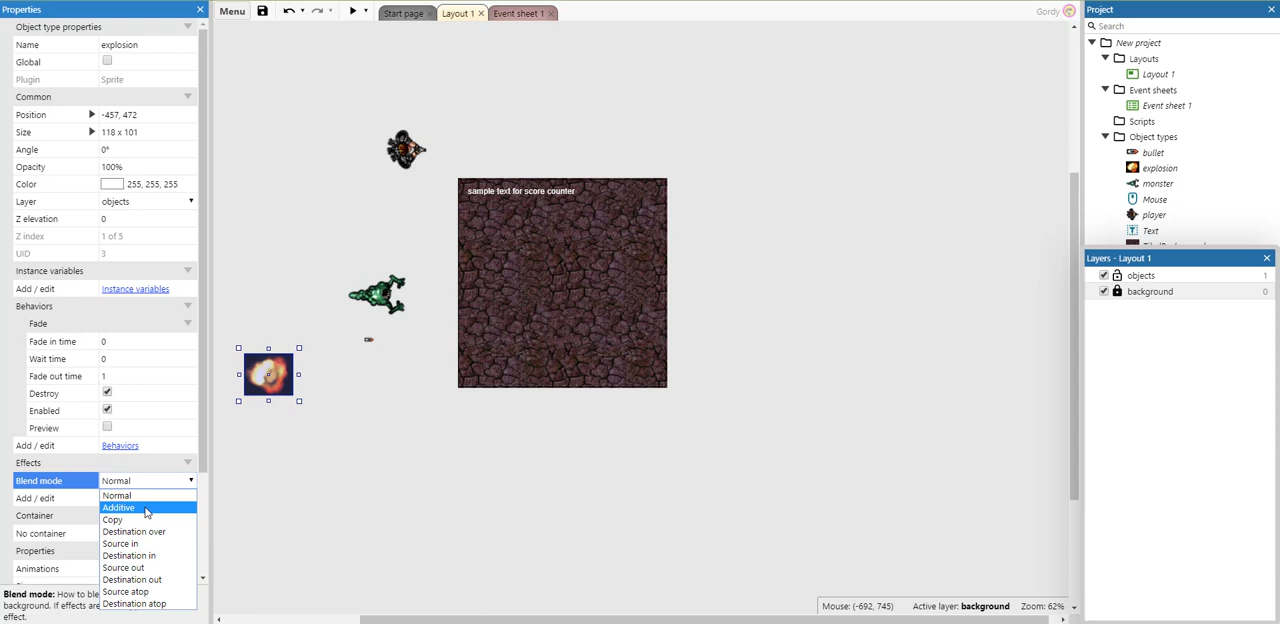 Properties
Menu
Start page
Layout 1
Event sheet 1
Gordy
Project
Object type properties
Name explosion
Global
Plugin Sprite
Common
Position -457, 472
Size 118 x 101
Angle 0°
Opacity 100%
Color 255, 255, 255
Layer objects
Z elevation 0
Z index 1 of 5
UID 3
Instance variables
Add / edit Instance variables
Behaviors
Fade
Fade in time 0
Wait time 0
Fade out time 1
Destroy
Enabled
Preview
Add / edit Behaviors
Effects
Blend mode Normal
Add / edit
Container
No container
Properties
Animations
Normal
Additive
Copy
Destination over
Source in
Destination in
Source out
Destination out
Source atop
Destination atop
Blend mode: How to ble
background. If effects are
effect.
sample text for score counter
Mouse: (-692, 745)
Active layer: background
Zoom: 62%
Search
New project
Layouts
Layout 1
Event sheets
Event sheet 1
Scripts
Object types
bullet
explosion
monster
Mouse
player
Text
Layers - Layout 1
objects 1
background 0